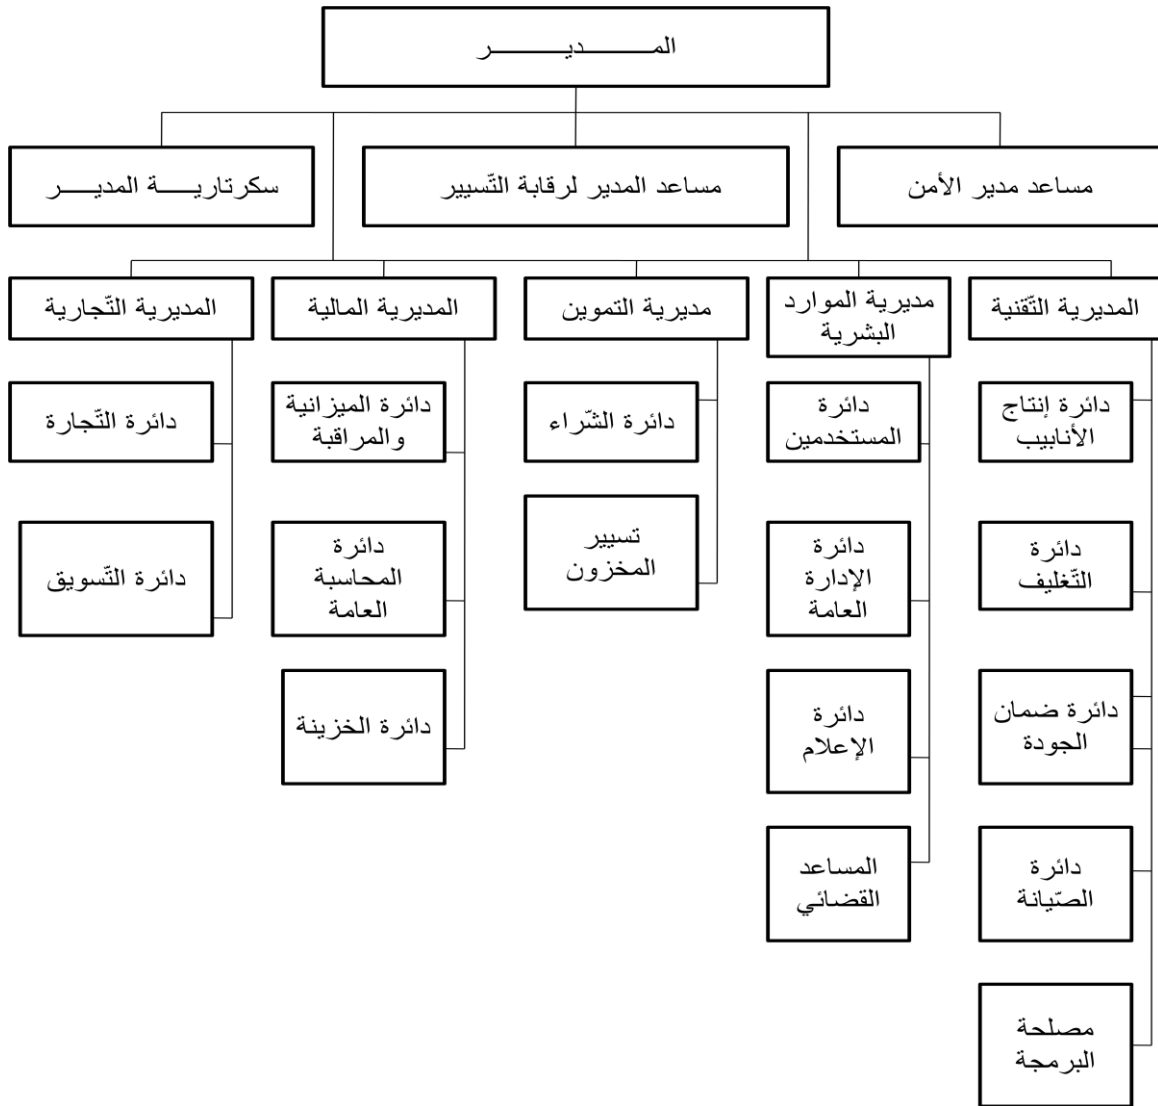 المـــــــــــديـــــــــــر
مساعد مدير الأمن
مساعد المدير لرقابة التّسيير
سكرتاريـــــة المديـــــر
المديرية التّقنية
مديرية الموارد
البشرية
مديرية التموين
المديرية المالية
المديرية التّجارية
دائرة إنتاج
الأنابيب
دائرة
التّغليف
دائرة ضمان
الجودة
دائرة
الصّيانة
مصلحة
البرمجة
دائرة
المستخدمين
دائرة
الإدارة
العامة
دائرة
الإعلام
المساعد
القضائي
دائرة الشّراء
تسيير
المخزون
دائرة الميزانية
والمراقبة
دائرة
المحاسبة
العامة
دائرة الخزينة
دائرة التّجارة
دائرة التّسويق